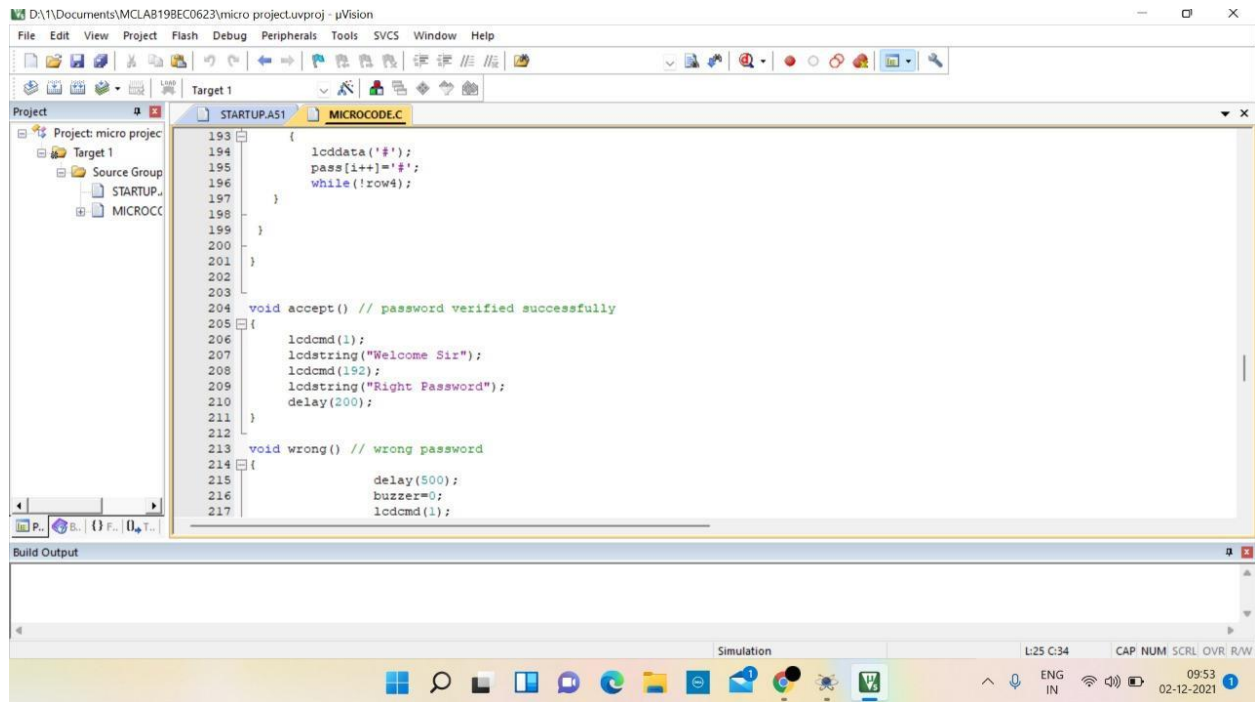 D:\1\Documents\MCLAB19BEC0623\micro project.uvproj - µVision
File Edit View Project Flash Debug Peripherals Tools SVCS Window Help
LOAD Target 1
Project
STARTUP.A51 MICROCODE.C
Project: micro projec
Target 1
Source Group
STARTUP.
MICROCC
193 {
194 lcddata('#');
195 pass[i++]='#';
196 while(!row4);
197 }
198
199 }
200
201 }
202
203
204 void accept() // password verified successfully
205 {
206 lcdcmd(1);
207 lcdstring("Welcome Sir");
208 lcdcmd(192);
209 lcdstring("Right Password");
210 delay(200);
211 }
212
213 void wrong() // wrong password
214 {
215 delay(500);
216 buzzer=0;
217 lcdcmd(1);
P.. B.. {} F.. 0 T..
Build Output
Simulation L:25 C:34 CAP NUM SCRL OVR R/W
ENG 09:53
IN 02-12-2021 1